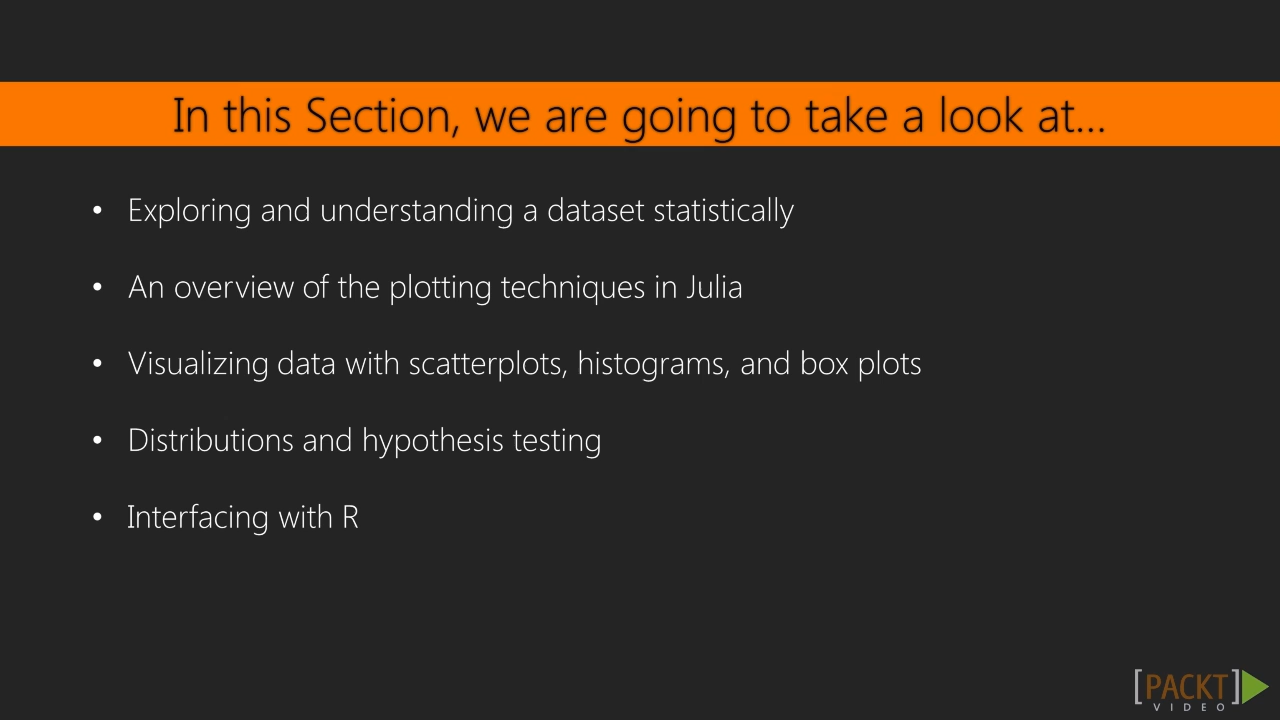 In this Section, we are going to take a look at...
• Exploring and understanding a dataset statistically
• An overview of the plotting techniques in Julia
• Visualizing data with scatterplots, histograms, and box plots
• Distributions and hypothesis testing
• Interfacing with R
[PACKT]
VIDEO